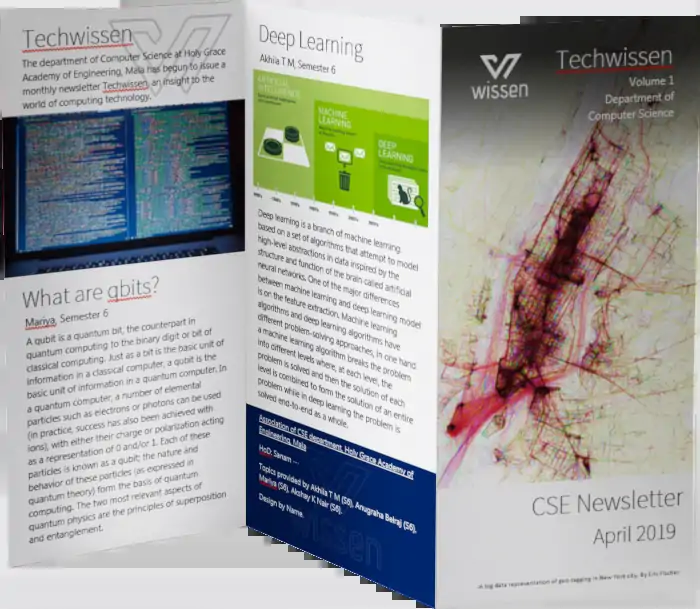 Techwissen
The department of Computer Science at Holy Grace
Academy of Engineering, Mala has begun to issue a
monthly newsletter Techwissen, an insight to the
world of computing technology.
What are qbits?
Mariya, Semester 6
A qubit is a quantum bit, the counterpart in
quantum computing to the binary digit or bit of
classical computing. Just as a bit is the basic unit of
information in a classical computer, a qubit is the
basic unit of information in a quantum computer. In
a quantum computer, a number of elemental
particles such as electrons or photons can be used
(in practice, success has also been achieved with
ions), with either their charge or polarization acting
as a representation of 0 and/or 1. Each of these
particles is known as a qubit; the nature and
behavior of these particles (as expressed in
quantum theory) form the basis of quantum
computing. The two most relevant aspects of
quantum physics are the principles of superposition
and entanglement.
Deep Learning
Akhila T M, Semester 6
ARTIFICIAL
INTELLIGENCE
MACHINE
LEARNING
DEEP
LEARNING
Deep learning is a branch of machine learning
based on a set of algorithms that attempt to model
high-level abstractions in data inspired by the
structure and function of the brain called artificial
neural networks. One of the major differences
between machine learning and deep learning model
is on the feature extraction. Machine learning
algorithms and deep learning algorithms have
different problem-solving approaches, in one hand
a machine learning algorithm breaks the problem
into different levels where, at each level, the
problem is solved and then the solution of each
level is combined to form the solution of an entire
problem while in deep learning the problem is
solved end-to-end as a whole.
Association of CSE department, Holy Grace Academy of
Engineering, Mala
HoD: Sanam ---
Topics provided by Akhila T M (S6), Anugraha Belraj (S6),
Mariya (S6), Akshay K Nair (S6).
Design by Name.
wissen
wissen
Techwissen
Volume 1
Department of
Computer Science
CSE Newsletter
April 2019
A big data representation of geo tagging in New York city. By Eric Fischer